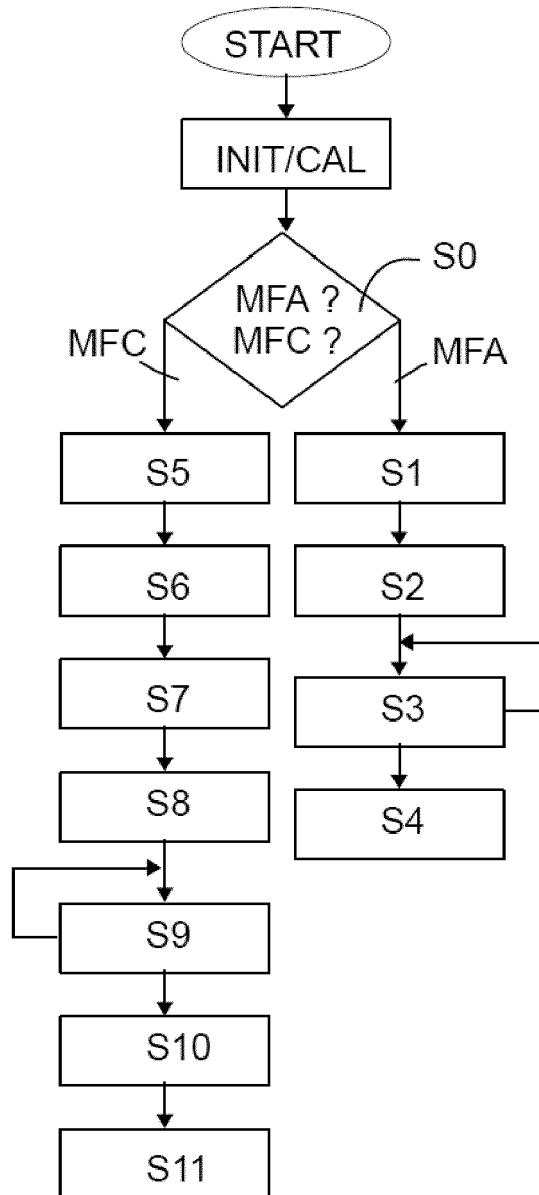 START
INIT/CAL
S0
MFA ?
MFC ?
MFC
MFA
S5
S1
S6
S2
S7
S3
S8
S4
S9
S10
S11